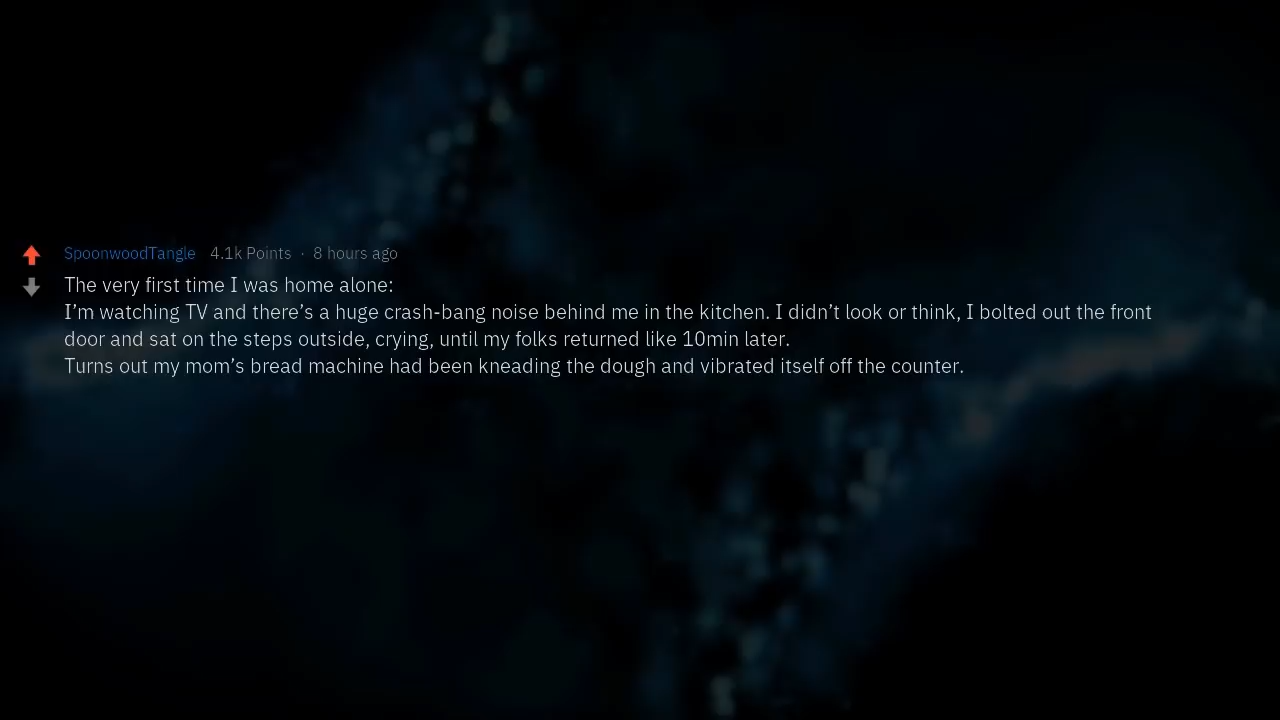 SpoonwoodTangle 4.1k Points · 8 hours ago
The very first time I was home alone:
I’m watching TV and there’s a huge crash-bang noise behind me in the kitchen. I didn’t look or think, I bolted out the front
door and sat on the steps outside, crying, until my folks returned like 10min later.
Turns out my mom’s bread machine had been kneading the dough and vibrated itself off the counter.